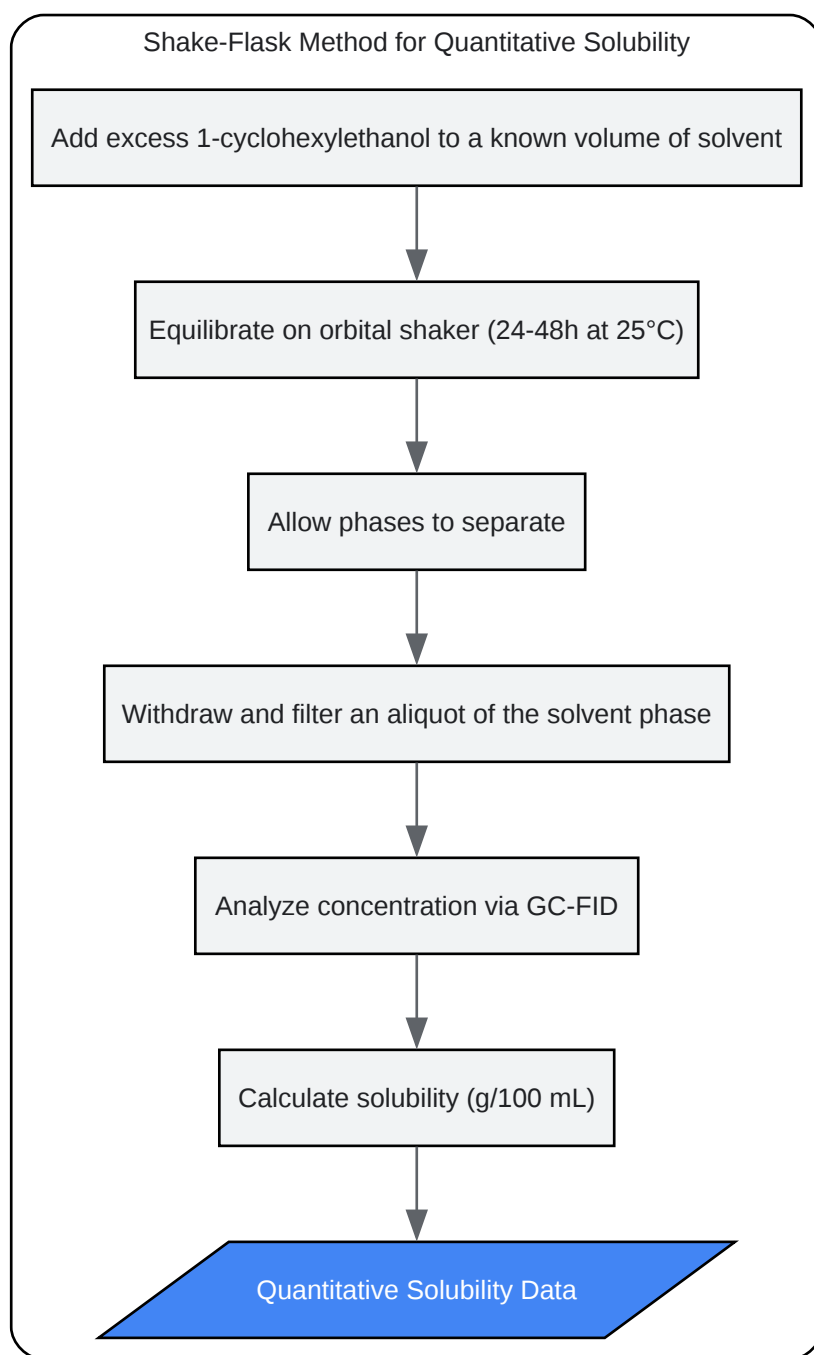 Shake-Flask Method for Quantitative Solubility
Add excess 1-cyclohexylethanol to a known volume of solvent
Equilibrate on orbital shaker (24-48h at 25°C)
Allow phases to separate
Withdraw and filter an aliquot of the solvent phase
Analyze concentration via GC-FID
Calculate solubility (g/100 mL)
Quantitative Solubility Data